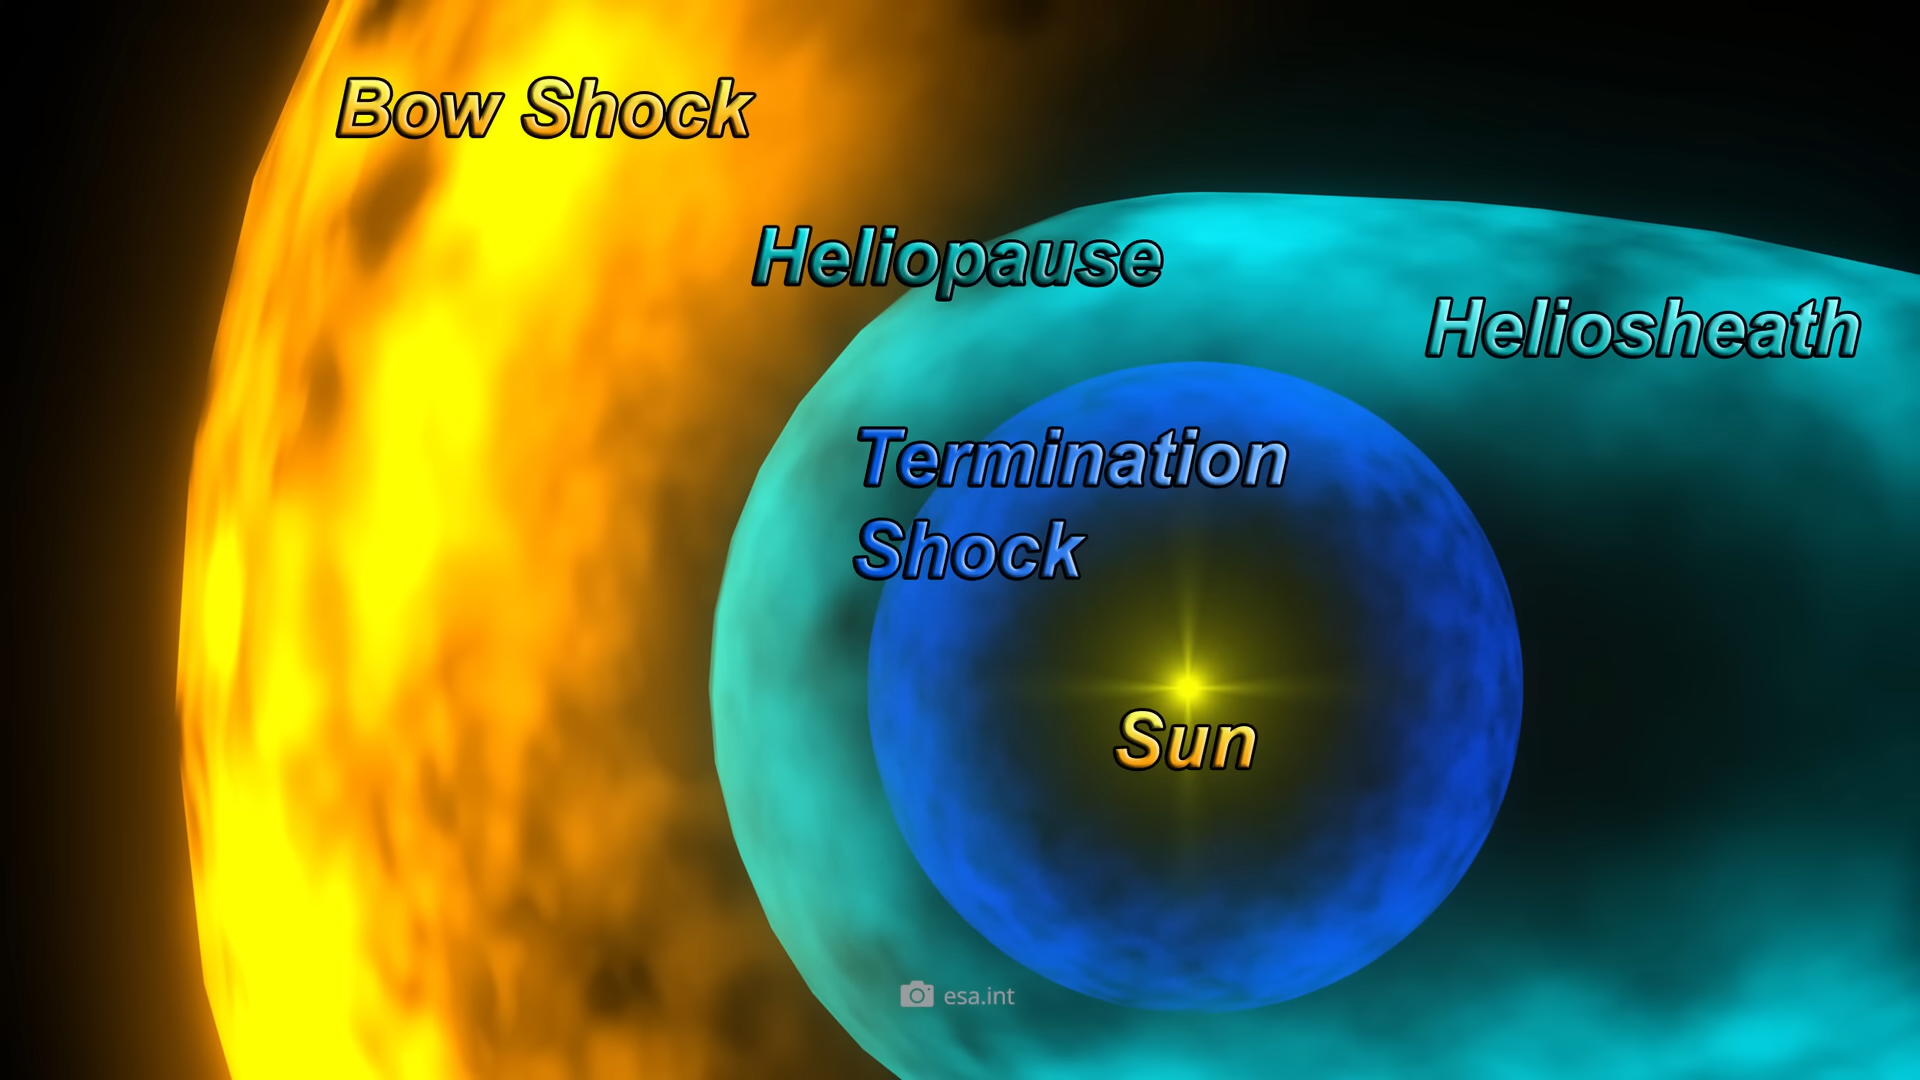 Bow Shock
Heliopause
Heliosheath
Termination
Shock
Sun
esa.int